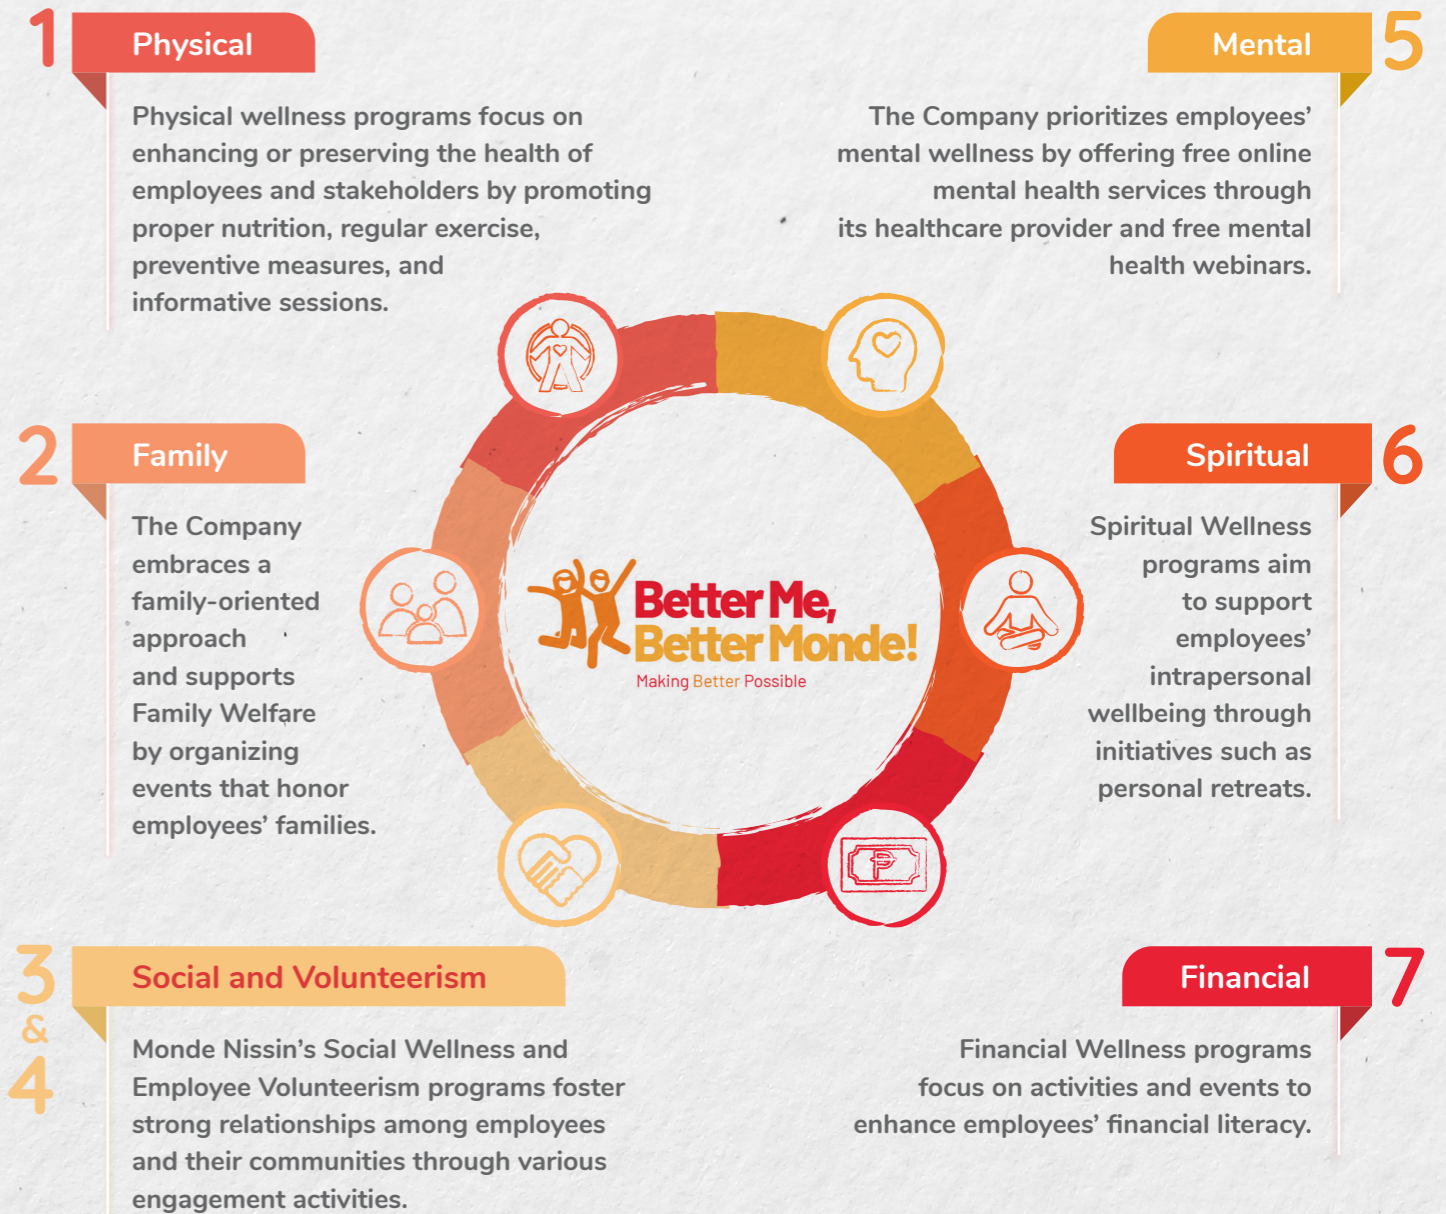 1
Physical
Physical wellness programs focus on
enhancing or preserving the health of
employees and stakeholders by promoting
proper nutrition, regular exercise,
preventive measures, and
informative sessions.
2
Family
The Company
embraces a
family-oriented
approach
and supports
Family Welfare
by organizing
events that honor
employees’ families.
3
&
4
Social and Volunteerism
Monde Nissin’s Social Wellness and
Employee Volunteerism programs foster
strong relationships among employees
and their communities through various
engagement activities.
Better Me,
Better Monde!
Making Better Possible
₱
Mental
5
The Company prioritizes employees’
mental wellness by offering free online
mental health services through
its healthcare provider and free mental
health webinars.
Spiritual
6
Spiritual Wellness
programs aim
to support
employees’
intrapersonal
wellbeing through
initiatives such as
personal retreats.
Financial
7
Financial Wellness programs
focus on activities and events to
enhance employees’ financial literacy.